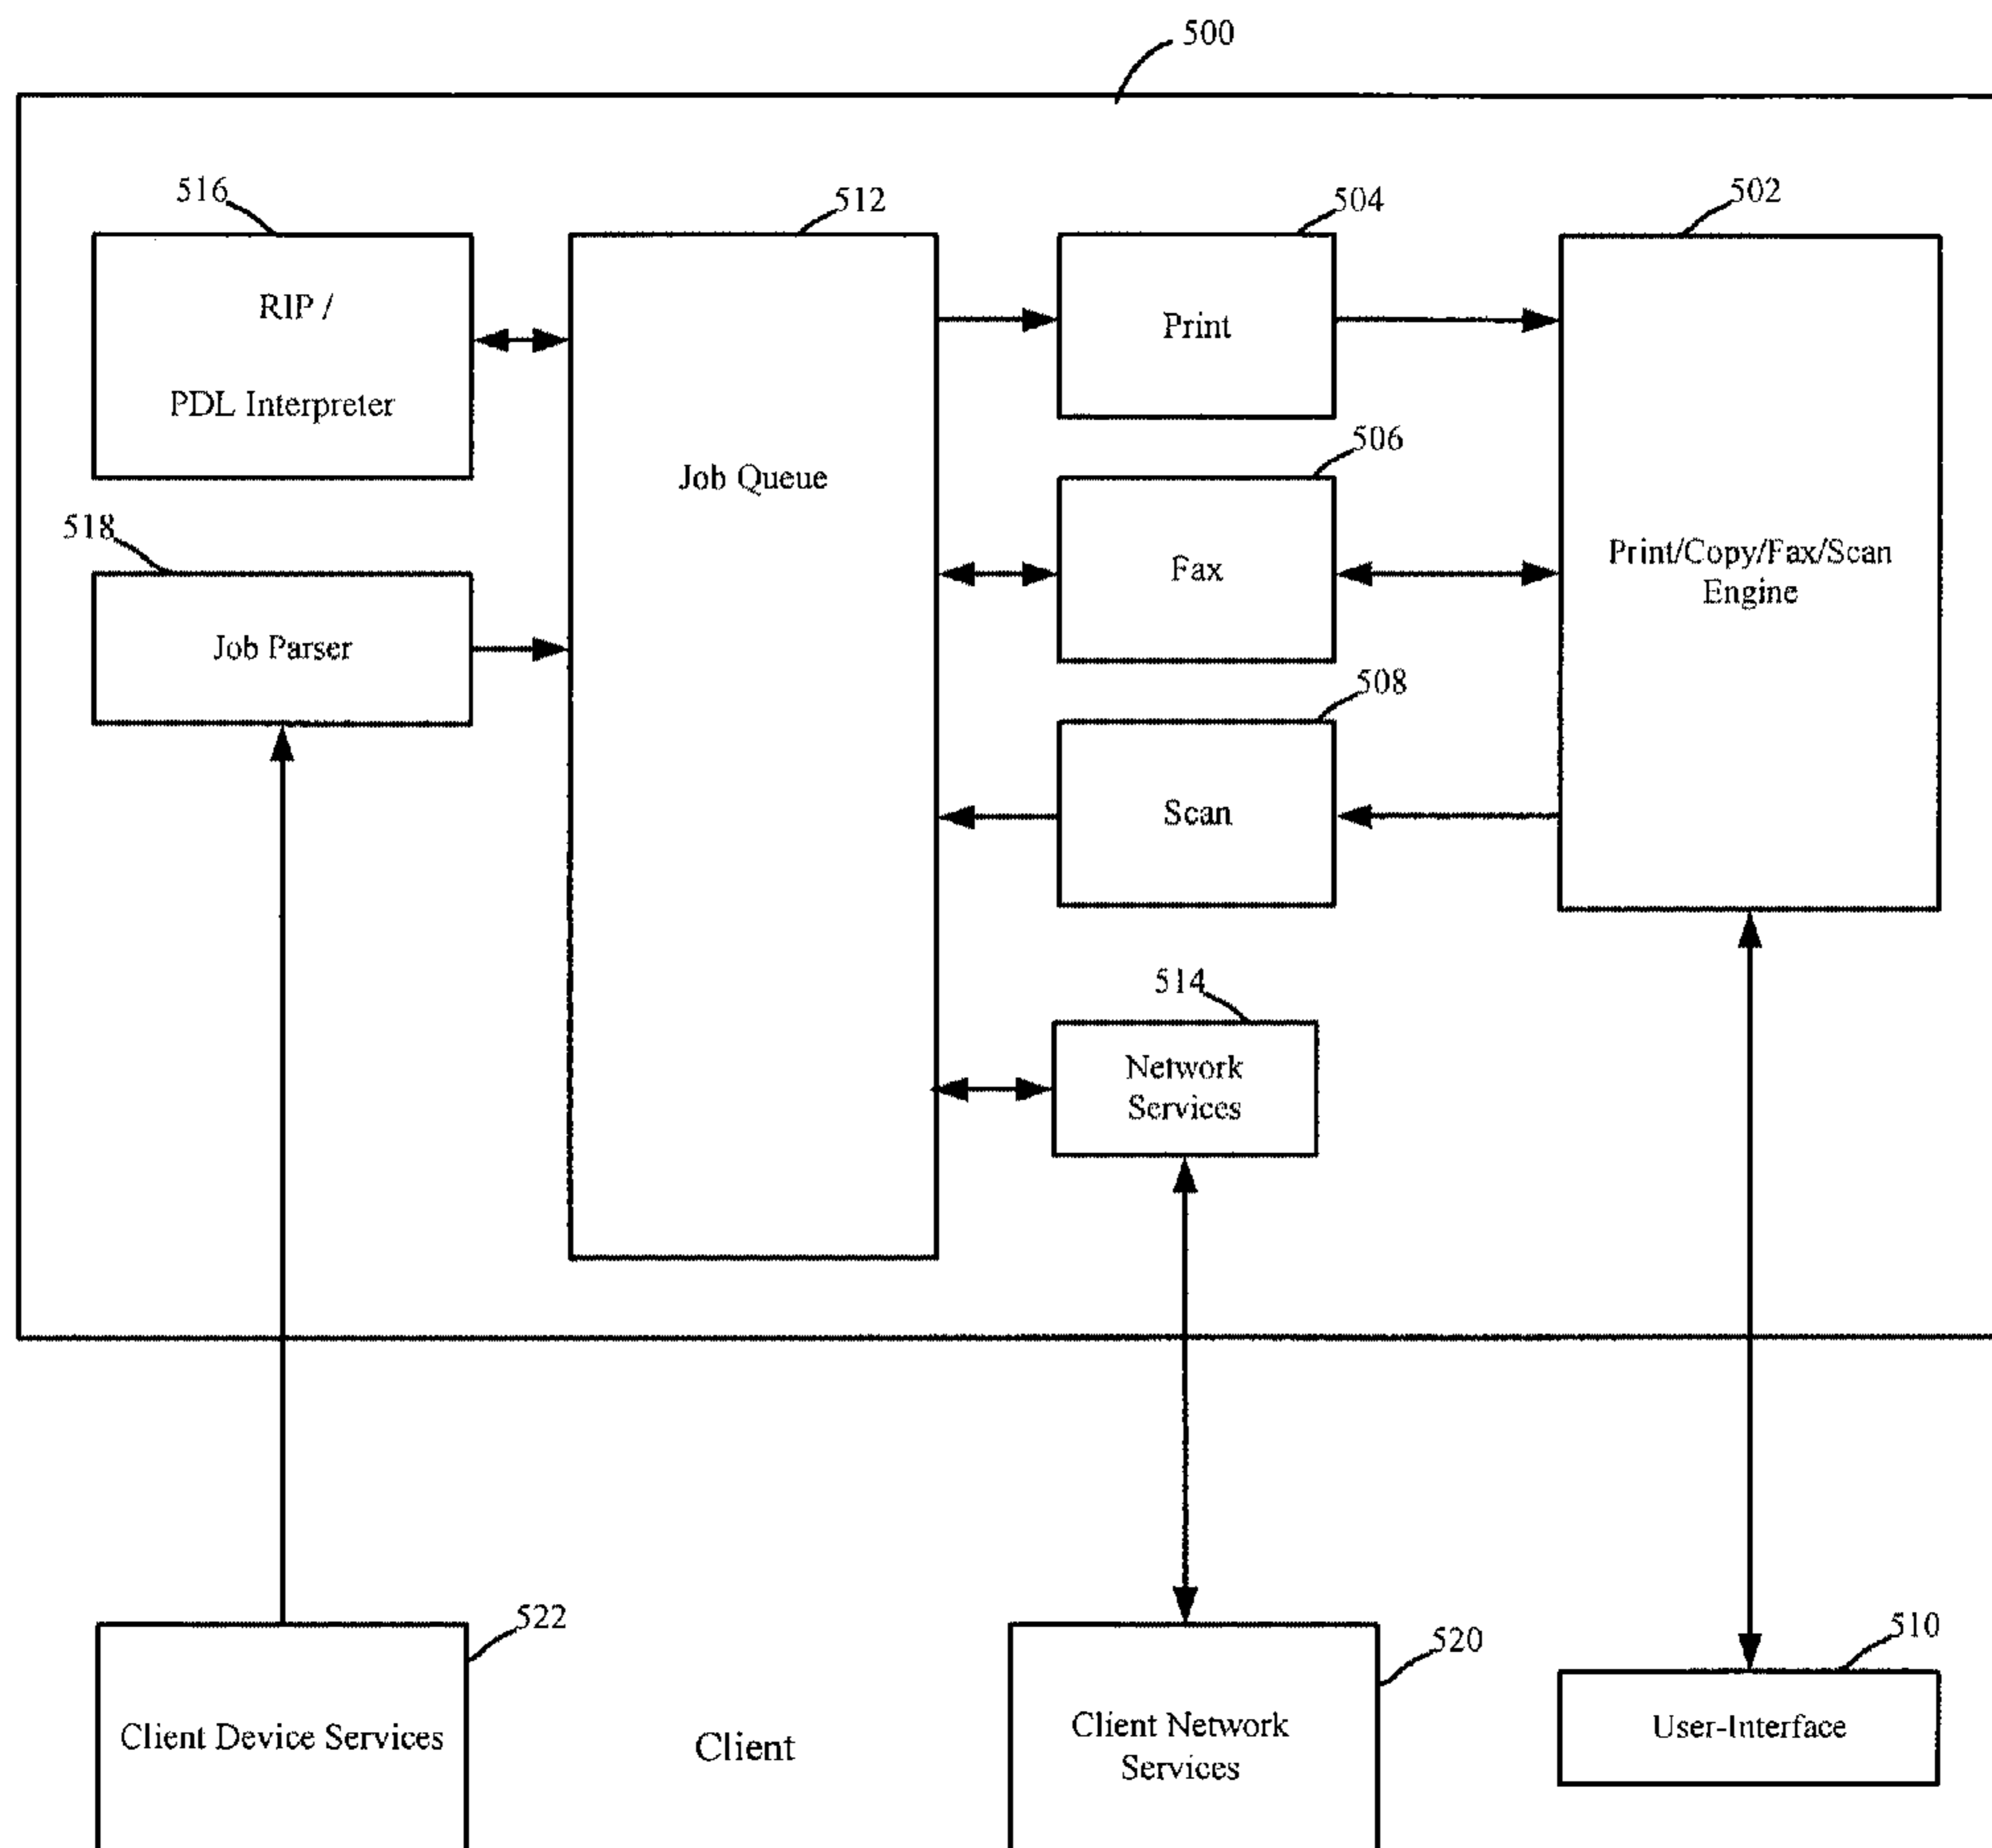 500
516
512
504
502
RIP /
PDL Interpreter
Job Queue
Print
Print/Copy/Fax/Scan
Engine
506
Fax
518
Job Parser
508
Scan
514
Network
Services
522
Client Device Services
Client
520
Client Network
Services
510
User-Interface